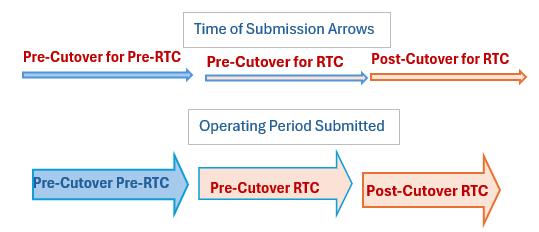 Time of Submission Arrows
Pre-Cutover for Pre-RTC
Pre-Cutover for RTC
Post-Cutover for RTC
Operating Period Submitted
Pre-Cutover Pre-RTC
Pre-Cutover RTC
Post-Cutover RTC